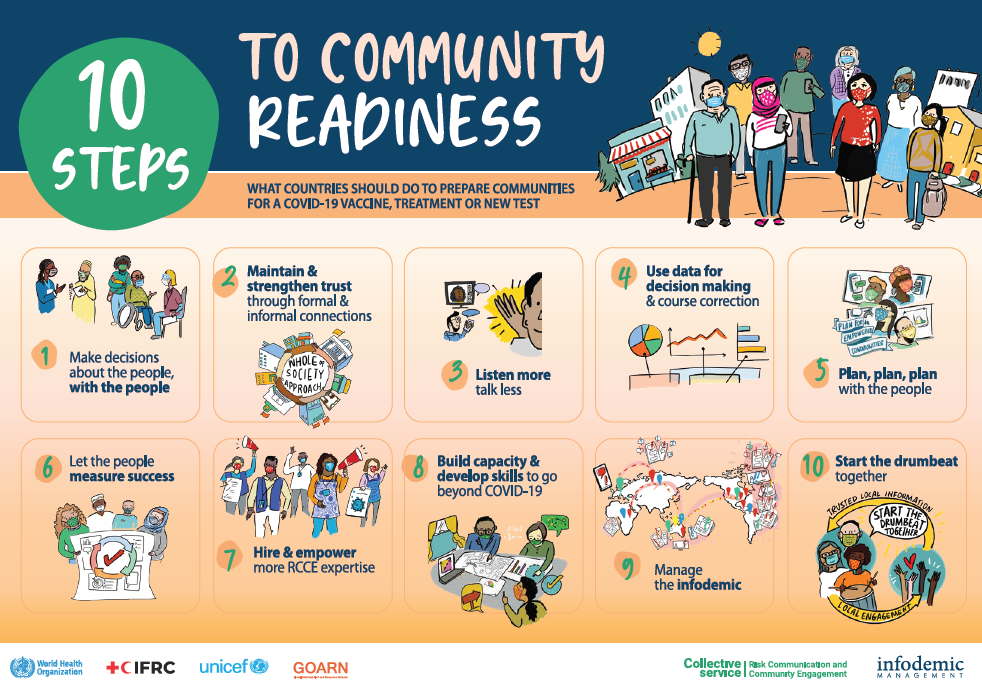 10
STEPS
TO COMMUNITY
READINESS
WHAT COUNTRIES SHOULD DO TO PREPARE COMMUNITIES
FOR A COVID-19 VACCINE, TREATMENT OR NEW TEST
1
Make decisions
about the people,
with the people
2
Maintain &
strengthen trust
through formal &
informal connections
WHOLE OF
SOCIETY
APPROACH
3
Listen more
talk less
4
Use data for
decision making
& course correction
PLAN FOR
EMPOWERED
COMMUNITIES
5
Plan, plan, plan
with the people
6
Let the people
measure success
7
Hire & empower
more RCCE expertise
8
Build capacity &
develop skills to go
beyond COVID-19
9
Manage
the infodemic
10
Start the drumbeat
together
TRUSTED LOCAL INFORMATION
START THE
DRUMBEAT
TOGETHER
LOCAL ENGAGEMENT
World Health
Organization
IFRC
unicef
GOARN
Collective
service
Risk Communication and
Community Engagement
infodemic
MANAGEMENT